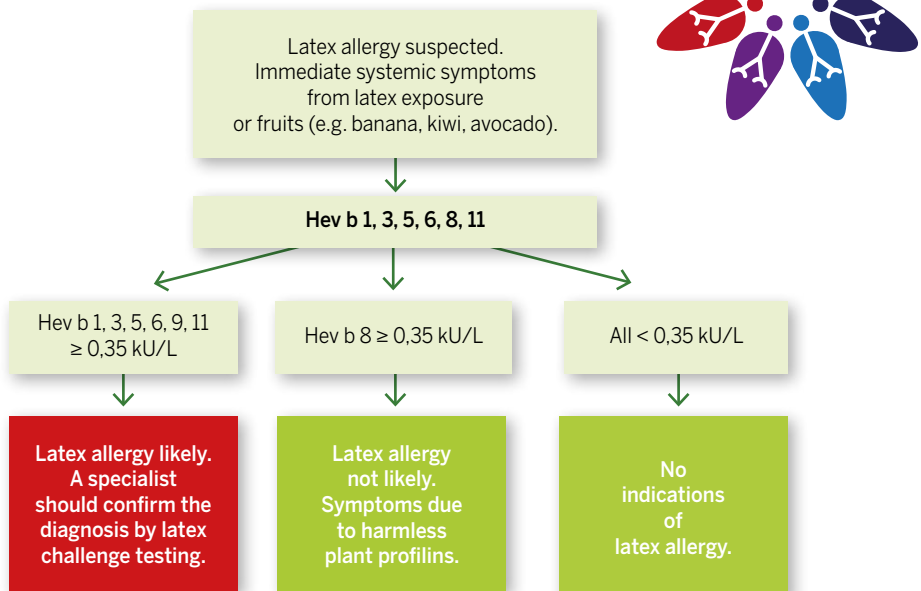 Latex allergy suspected.
Immediate systemic symptoms
from latex exposure
or fruits (e.g. banana, kiwi, avocado).
Hev b 1, 3, 5, 6, 8, 11
Hev b 1, 3, 5, 6, 9, 11
≥ 0,35 kU/L
Hev b 8 ≥ 0,35 kU/L
All < 0,35 kU/L
Latex allergy likely.
A specialist
should confirm the
diagnosis by latex
challenge testing.
Latex allergy
not likely.
Symptoms due
to harmless
plant profilins.
No
indications
of
latex allergy.